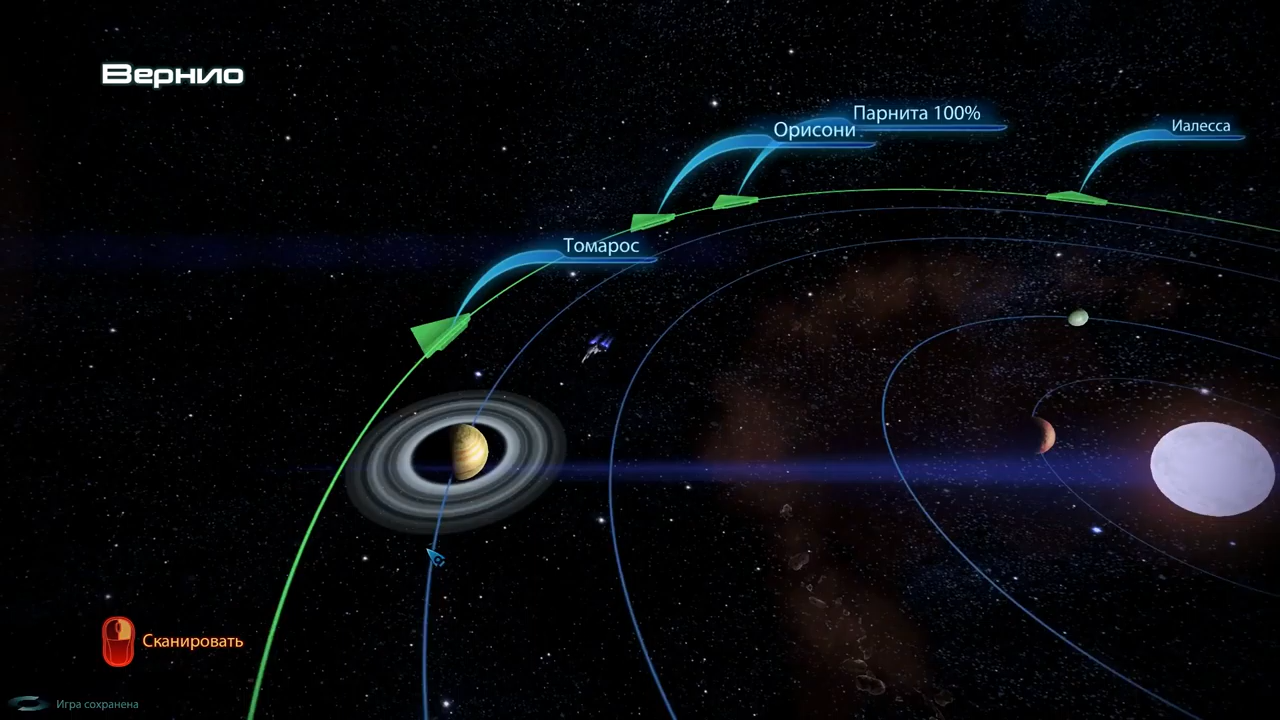 Вернио
Парнита 100%
Орисони
Иалесса
Томарос
Сканировать
Игра сохранена